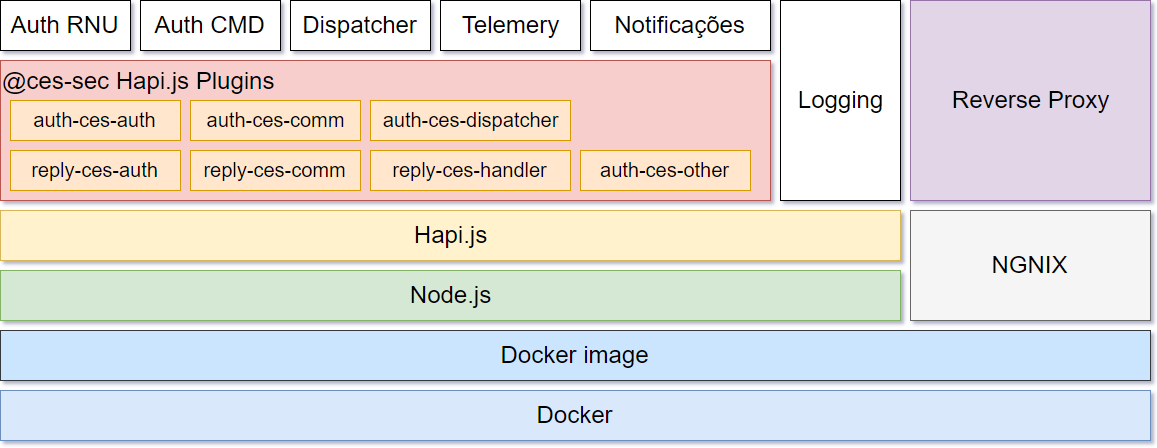 Auth RNU
Auth CMD
Dispatcher
Telemery
Notificações
Logging
Reverse Proxy
@ces-sec Hapi.js Plugins
auth-ces-auth
auth-ces-comm
auth-ces-dispatcher
reply-ces-auth
reply-ces-comm
reply-ces-handler
auth-ces-other
Hapi.js
NGNIX
Node.js
Docker image
Docker